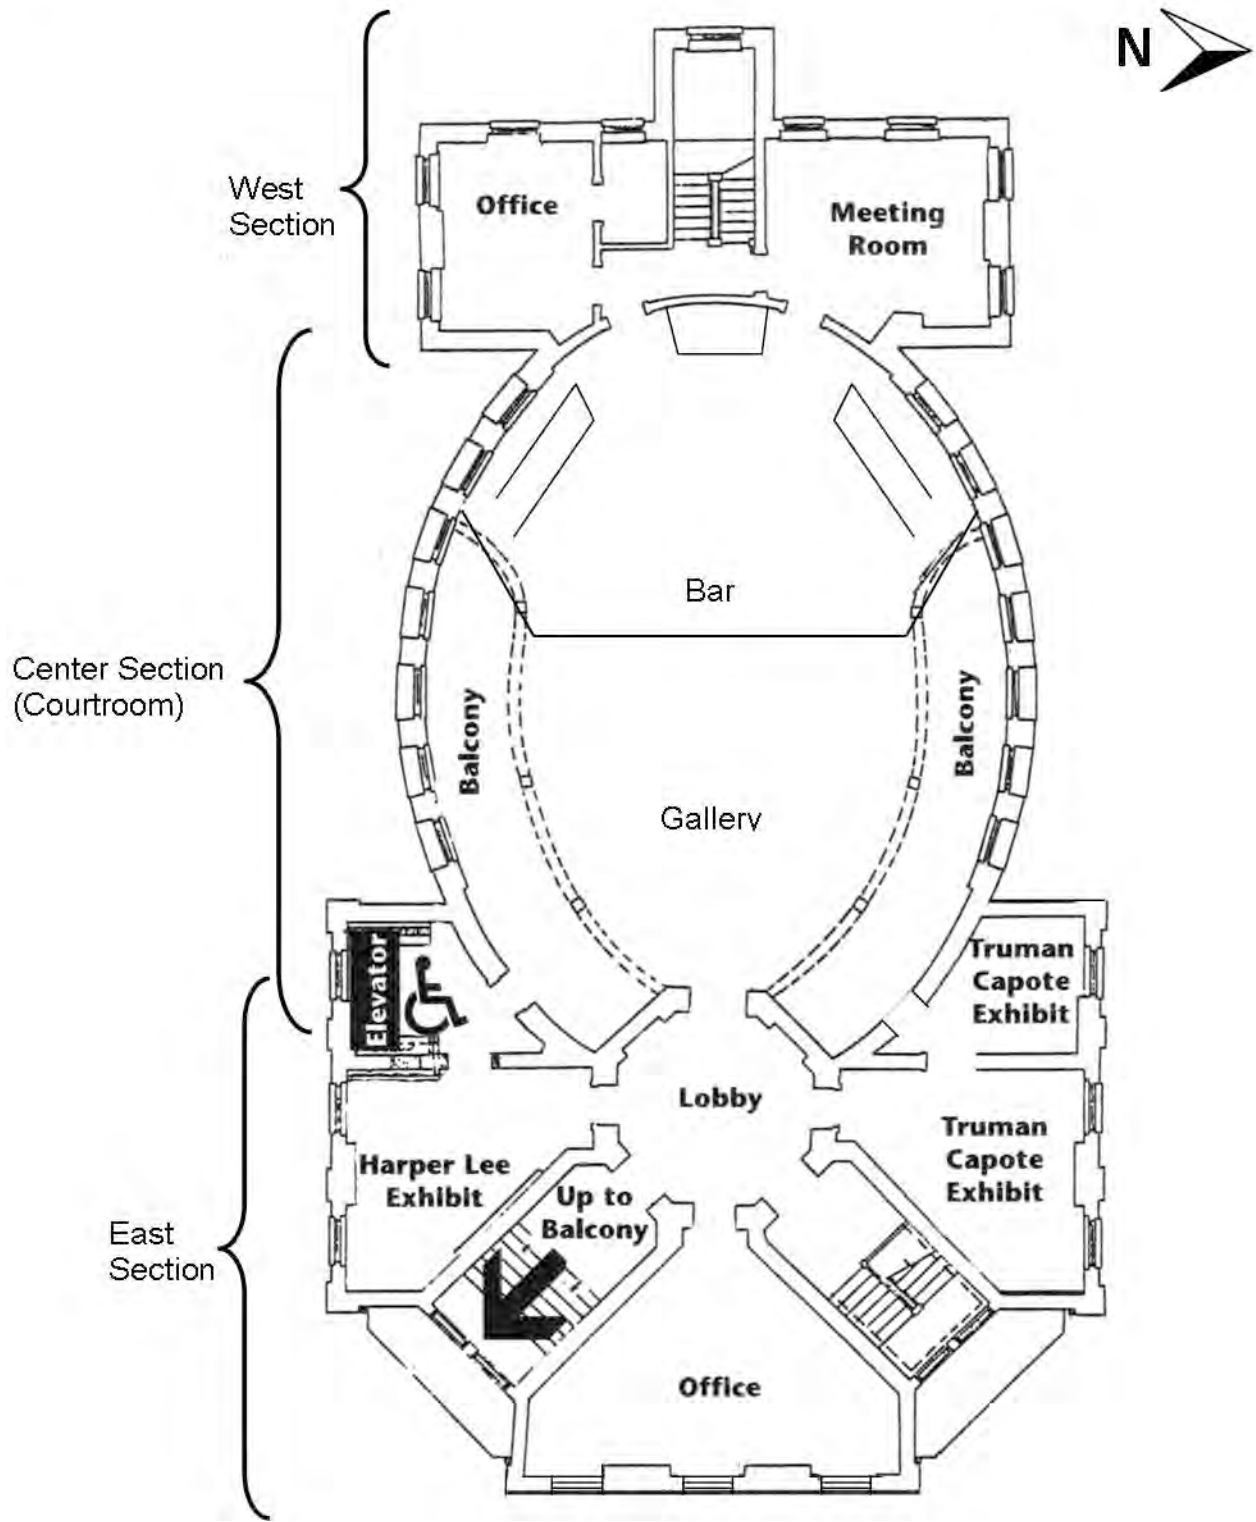 N
West
Section
Office
Meeting
Room
Bar
Center Section
(Courtroom)
Balcony
Balcony
Gallery
Elevator
Truman
Capote
Exhibit
Lobby
Harper Lee
Exhibit
Up to
Balcony
Truman
Capote
Exhibit
East
Section
Office